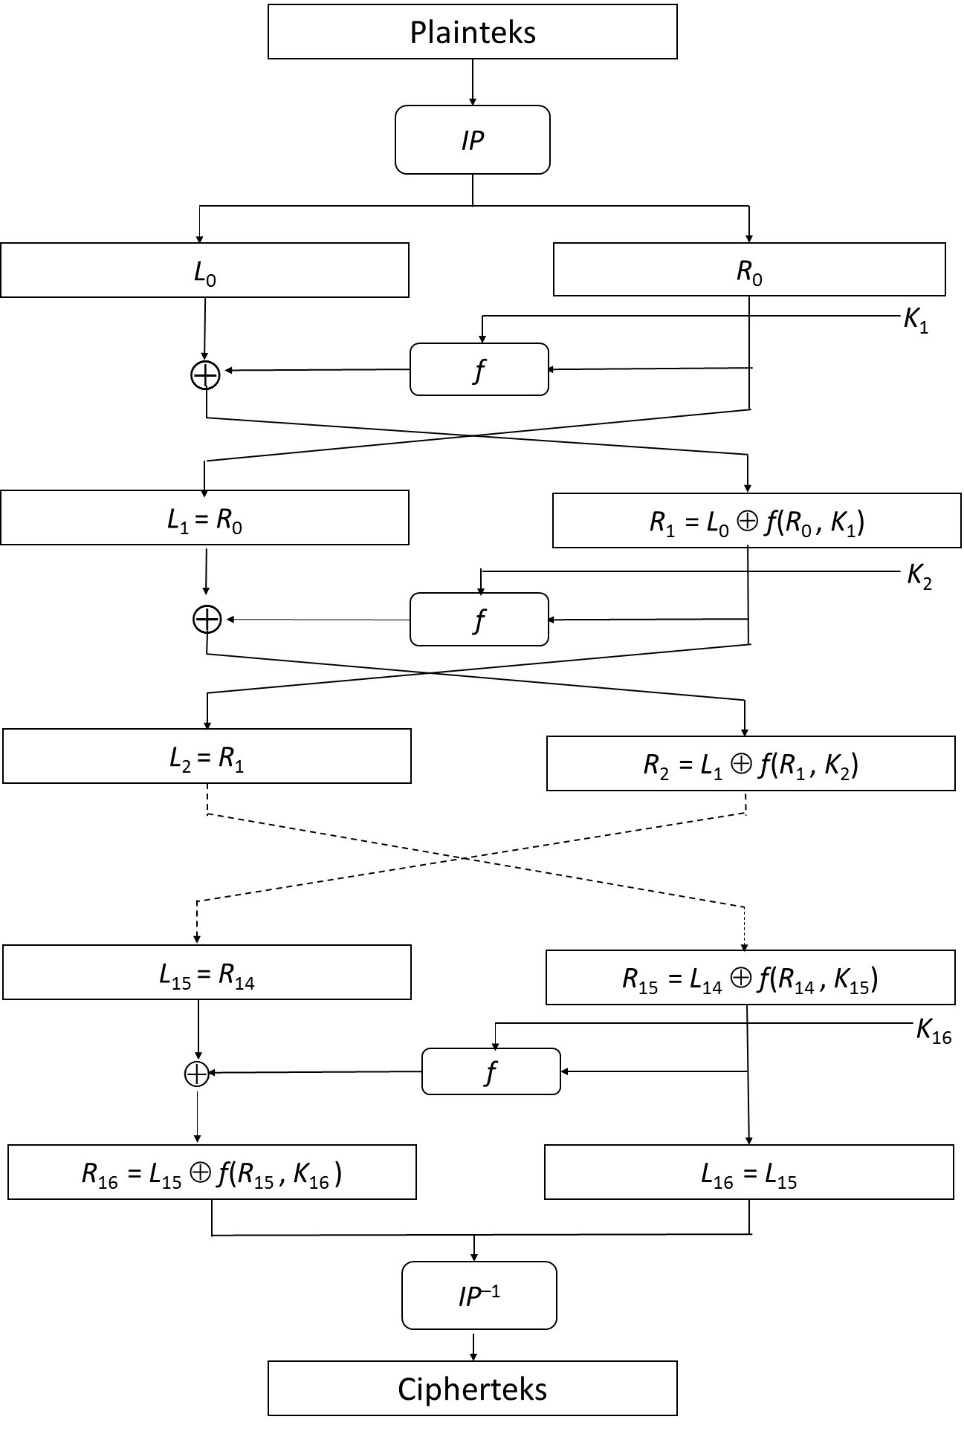 Plainteks
IP
L₀
R₀
K₁
f
L₁ = R₀
R₁ = L₀ ⊕ f(R₀ , K₁)
K₂
f
L₂ = R₁
R₂ = L₁ ⊕ f(R₁ , K₂)
L₁₅ = R₁₄
R₁₅ = L₁₄ ⊕ f(R₁₄ , K₁₅)
K₁₆
f
R₁₆ = L₁₅ ⊕ f(R₁₅ , K₁₆ )
L₁₆ = L₁₅
IP⁻¹
Cipherteks